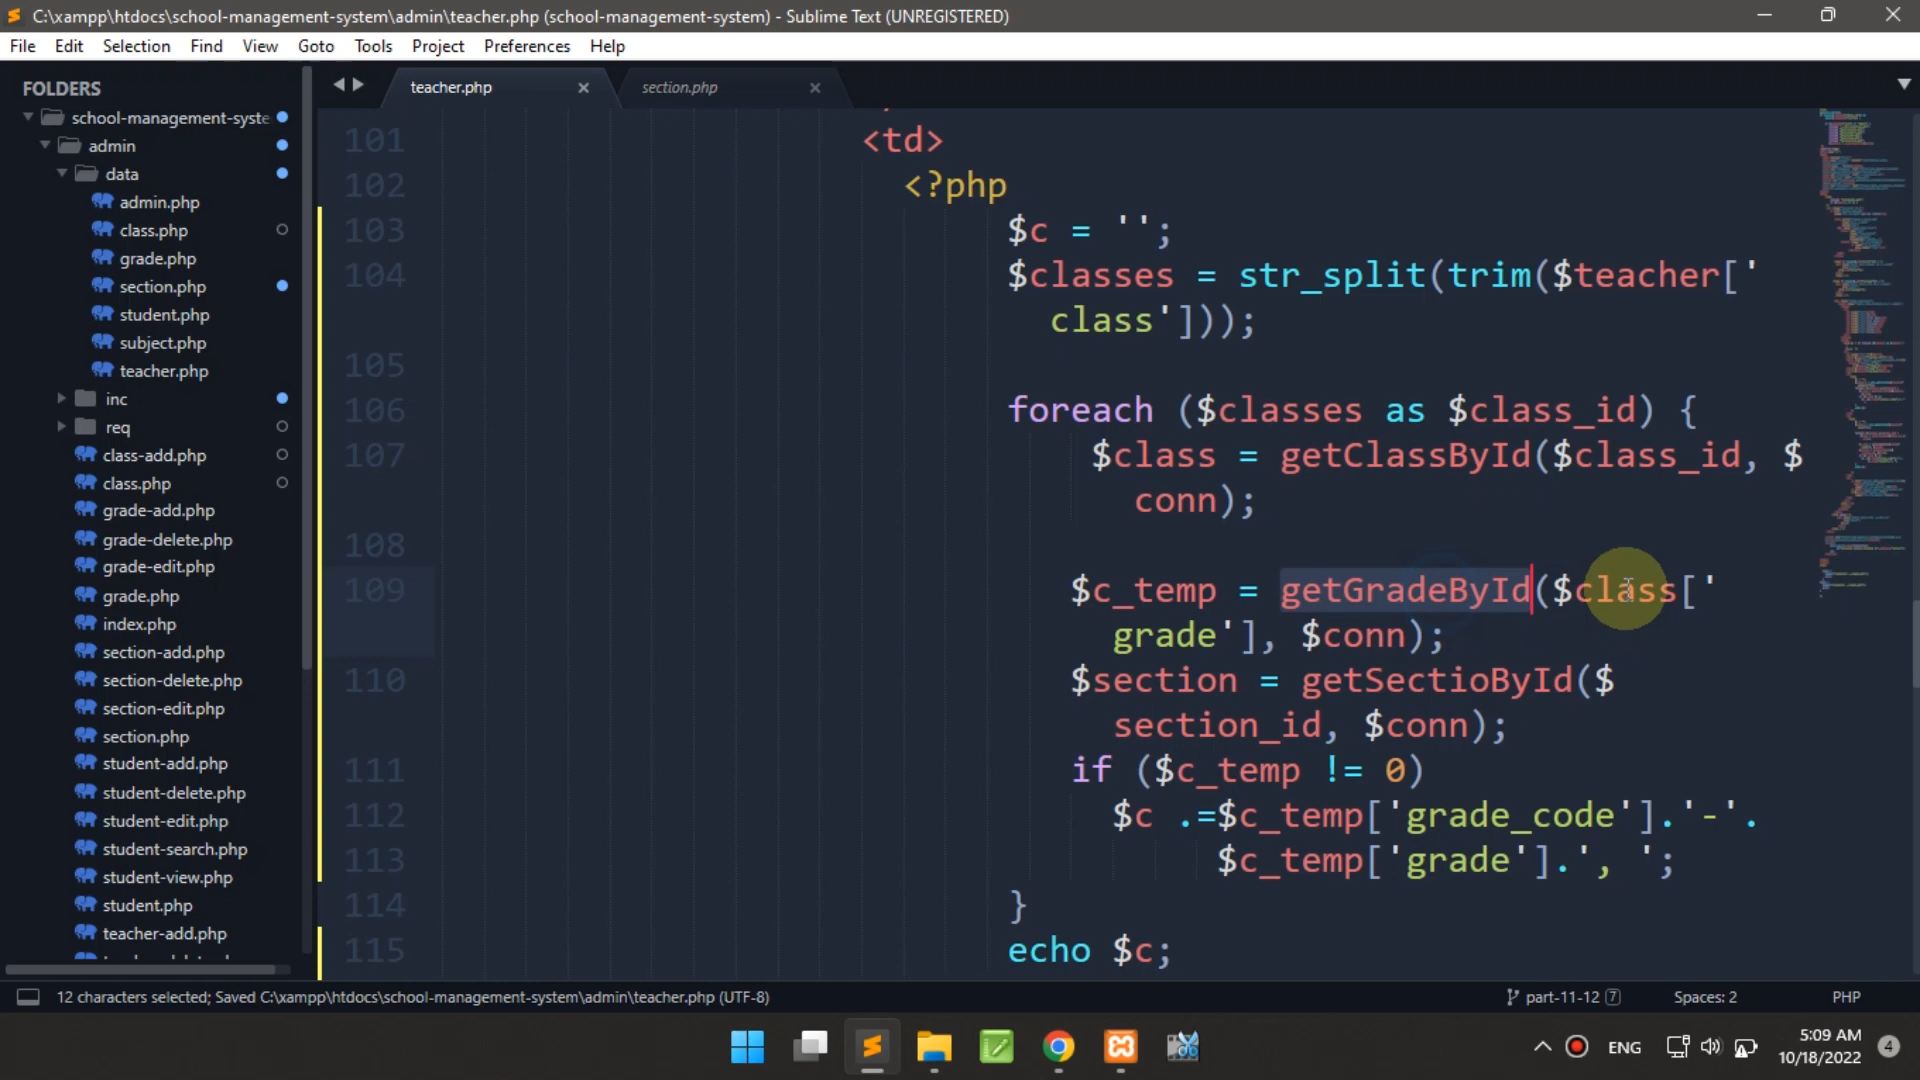 C:\xampp\htdocs\school-management-system\admin\teacher.php (school-management-system) - Sublime Text (UNREGISTERED)
File Edit Selection Find View Goto Tools Project Preferences Help
FOLDERS
school-management-syste
admin
data
admin.php
class.php
grade.php
section.php
student.php
subject.php
teacher.php
inc
req
class-add.php
class.php
grade-add.php
grade-delete.php
grade-edit.php
grade.php
index.php
section-add.php
section-delete.php
section-edit.php
section.php
student-add.php
student-delete.php
student-edit.php
student-search.php
student-view.php
student.php
teacher-add.php
teacher.php section.php
101 <td>
102 <?php
103 $c = '';
104 $classes = str_split(trim($teacher['
class']));
105
106 foreach ($classes as $class_id) {
107 $class = getClassById($class_id, $
conn);
108
109 $c_temp = getGradeById($class['
grade'], $conn);
110 $section = getSectioById($
section_id, $conn);
111 if ($c_temp != 0)
112 $c .=$c_temp['grade_code'].'-'.
113 $c_temp['grade'].', ';
114 }
115 echo $c;
12 characters selected; Saved C:\xampp\htdocs\school-management-system\admin\teacher.php (UTF-8)
part-11-12 7 Spaces: 2 PHP
ENG
5:09 AM
10/18/2022
4